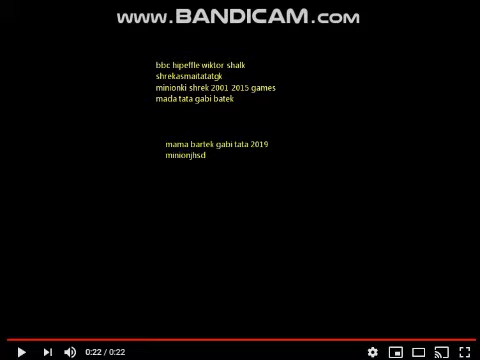 www.BANDICAM.com
bbc hipeffle wiktor shalk
shrekasmaitatatgk
minionki shrek 2001 2015 games
mada tata gabi batek
mama bartek gabi tata 2019
minionjhsd
0:22 / 0:22